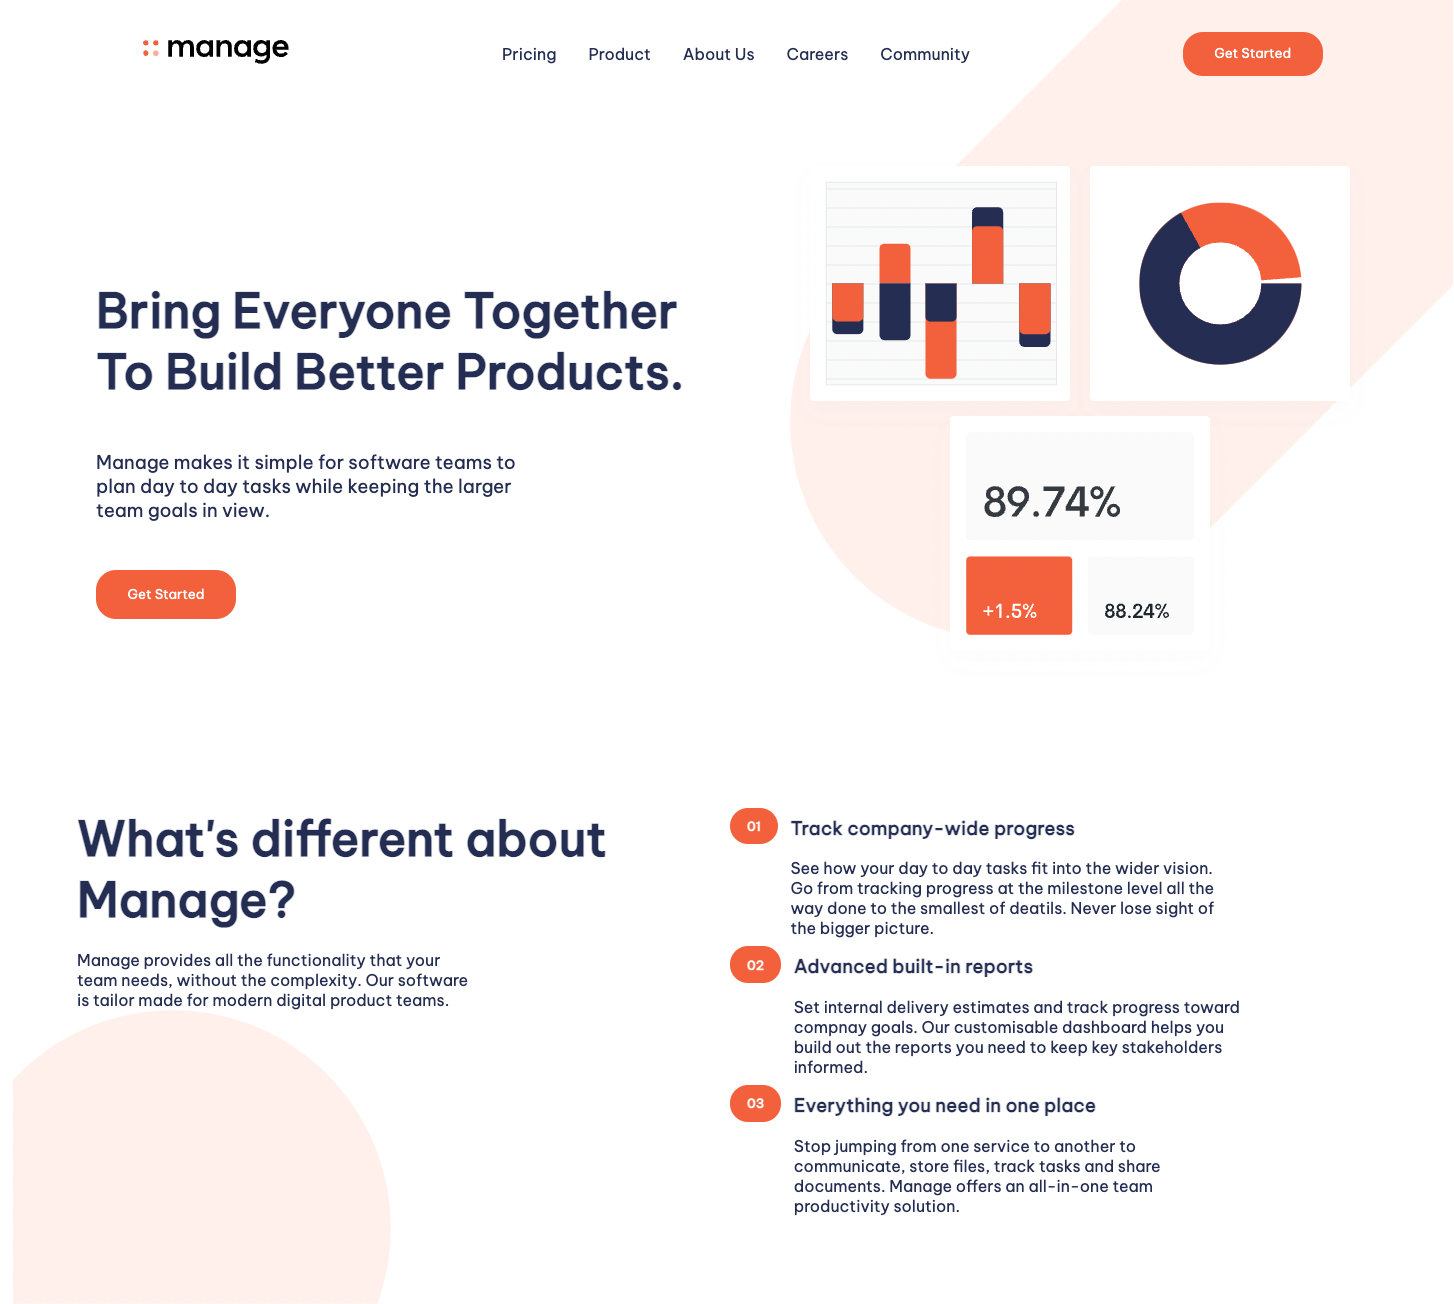 manage
Pricing Product About Us Careers Community
Get Started
Bring Everyone Together
To Build Better Products.
Manage makes it simple for software teams to
plan day to day tasks while keeping the larger
team goals in view.
Get Started
89.74%
+1.5%
88.24%
What's different about
Manage?
Manage provides all the functionality that your
team needs, without the complexity. Our software
is tailor made for modern digital product teams.
01
Track company-wide progress
See how your day to day tasks fit into the wider vision.
Go from tracking progress at the milestone level all the
way done to the smallest of deatils. Never lose sight of
the bigger picture.
02
Advanced built-in reports
Set internal delivery estimates and track progress toward
compnay goals. Our customisable dashboard helps you
build out the reports you need to keep key stakeholders
informed.
03
Everything you need in one place
Stop jumping from one service to another to
communicate, store files, track tasks and share
documents. Manage offers an all-in-one team
productivity solution.